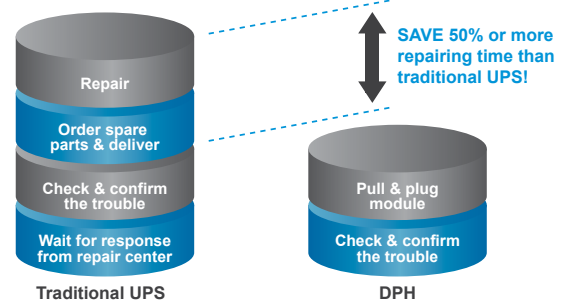 SAVE 50% or more
repairing time than
traditional UPS!
Repair
Order spare
parts & deliver
Check & confirm
the trouble
Wait for response
from repair center
Traditional UPS
Pull & plug
module
Check & confirm
the trouble
DPH